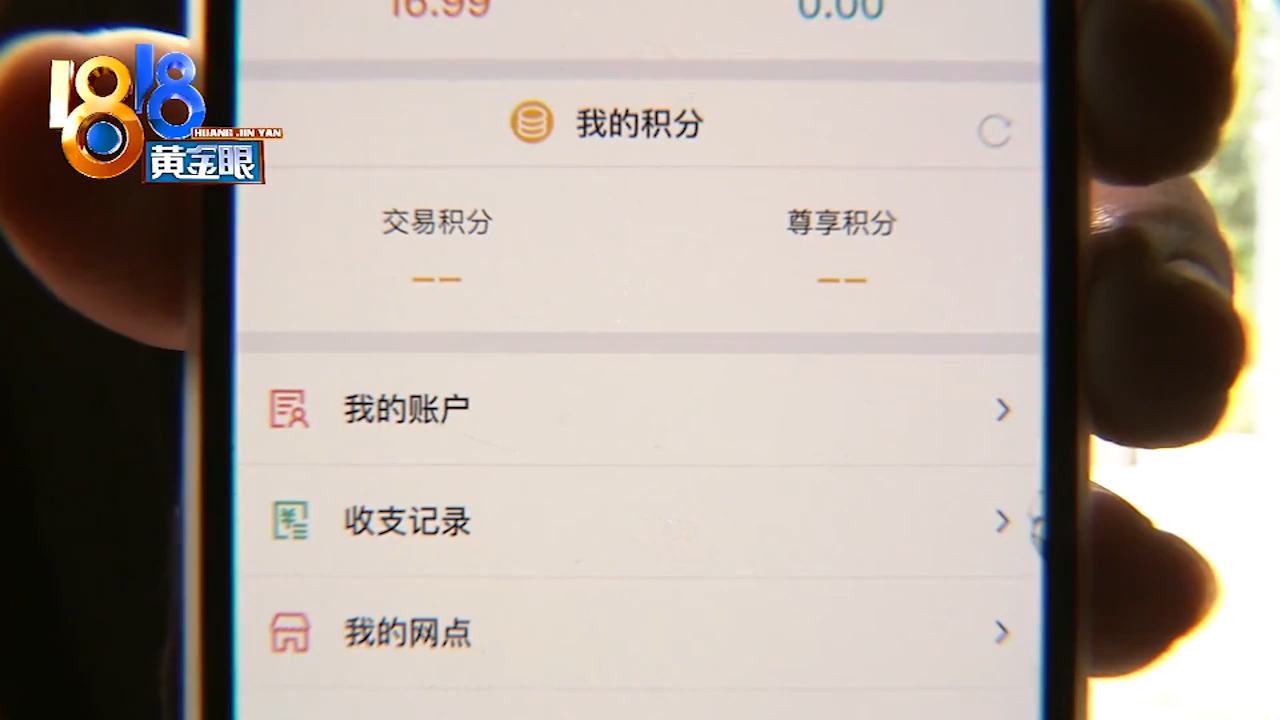 16.99 0.00
1818
HUANG JIN YAN
黄金眼
我的积分
交易积分 尊享积分
-- --
我的账户
收支记录
我的网点